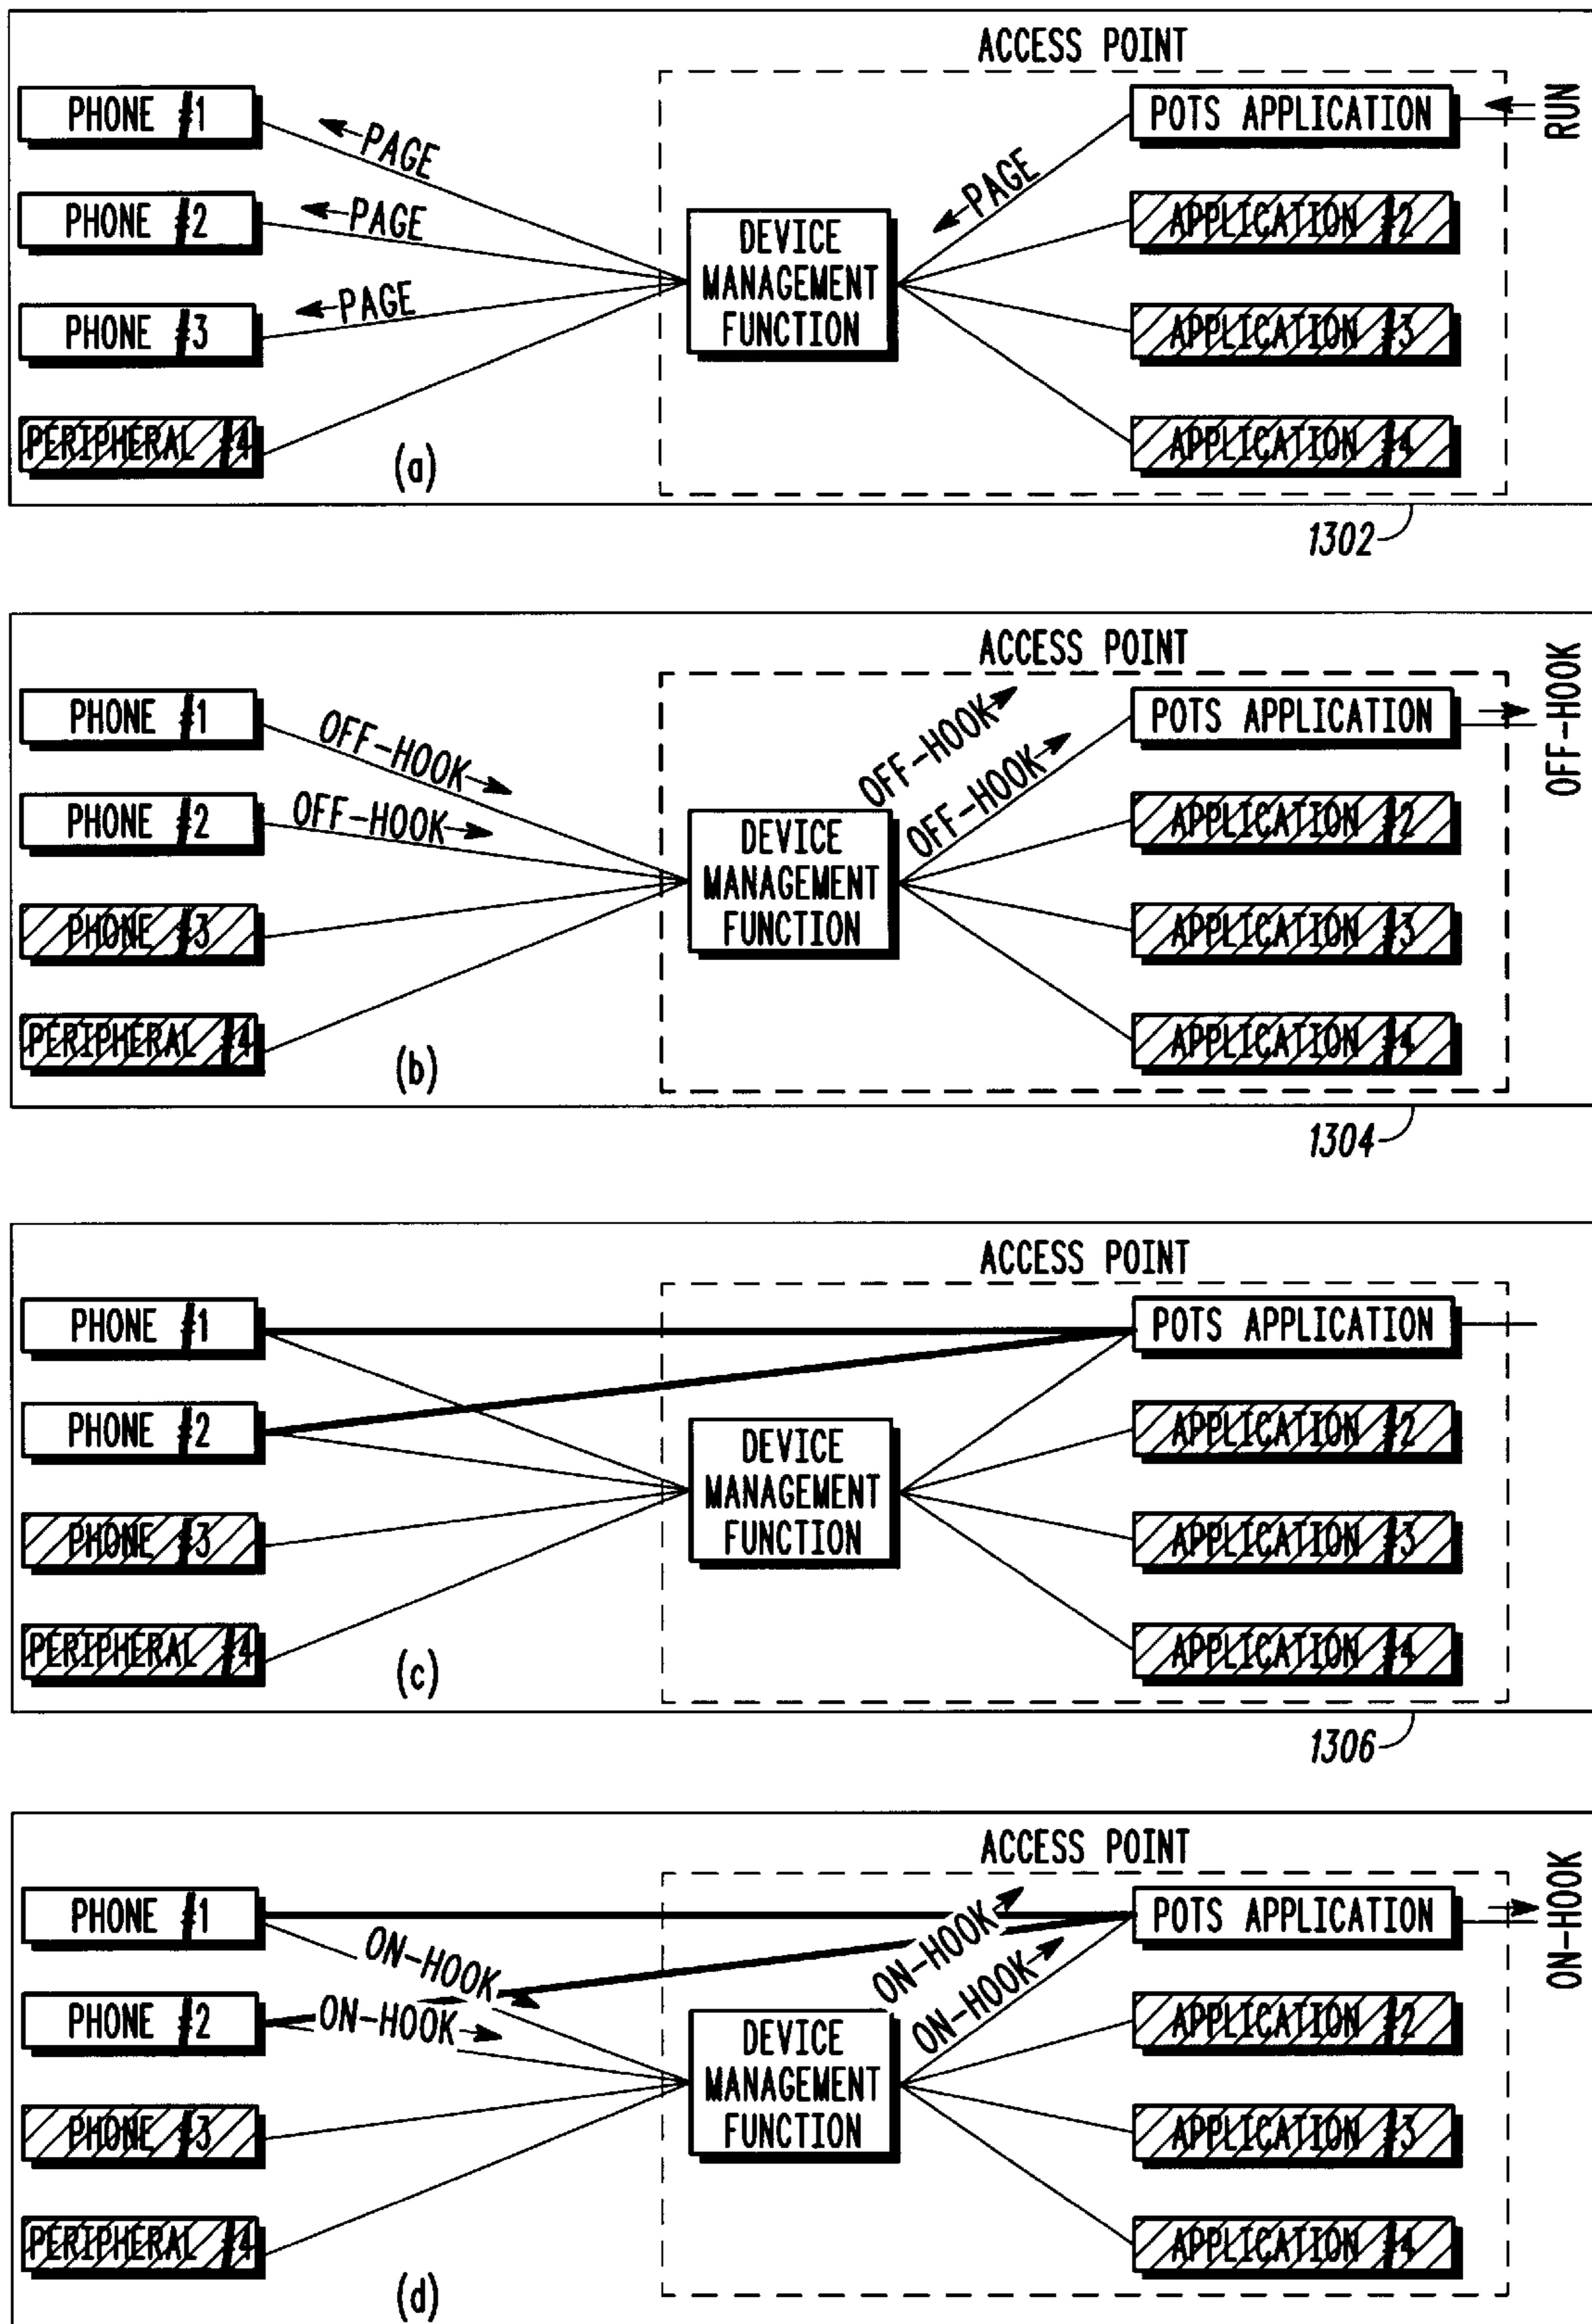 ACCESS POINT
PHONE #1
PHONE #2
PHONE #3
PERIPHERAL #4
←PAGE
←PAGE
←PAGE
(a)
DEVICE
MANAGEMENT
FUNCTION
←PAGE
POTS APPLICATION
APPLICATION #2
APPLICATION #3
APPLICATION #4
RUN
1302
ACCESS POINT
PHONE #1
PHONE #2
PHONE #3
PERIPHERAL #4
OFF-HOOK→
OFF-HOOK→
(b)
DEVICE
MANAGEMENT
FUNCTION
OFF-HOOK→
OFF-HOOK→
POTS APPLICATION
APPLICATION #2
APPLICATION #3
APPLICATION #4
OFF-HOOK
1304
ACCESS POINT
PHONE #1
PHONE #2
PHONE #3
PERIPHERAL #4
(c)
DEVICE
MANAGEMENT
FUNCTION
POTS APPLICATION
APPLICATION #2
APPLICATION #3
APPLICATION #4
1306
ACCESS POINT
PHONE #1
PHONE #2
PHONE #3
PERIPHERAL #4
ON-HOOK→
ON-HOOK→
(d)
DEVICE
MANAGEMENT
FUNCTION
ON-HOOK→
ON-HOOK→
POTS APPLICATION
APPLICATION #2
APPLICATION #3
APPLICATION #4
ON-HOOK